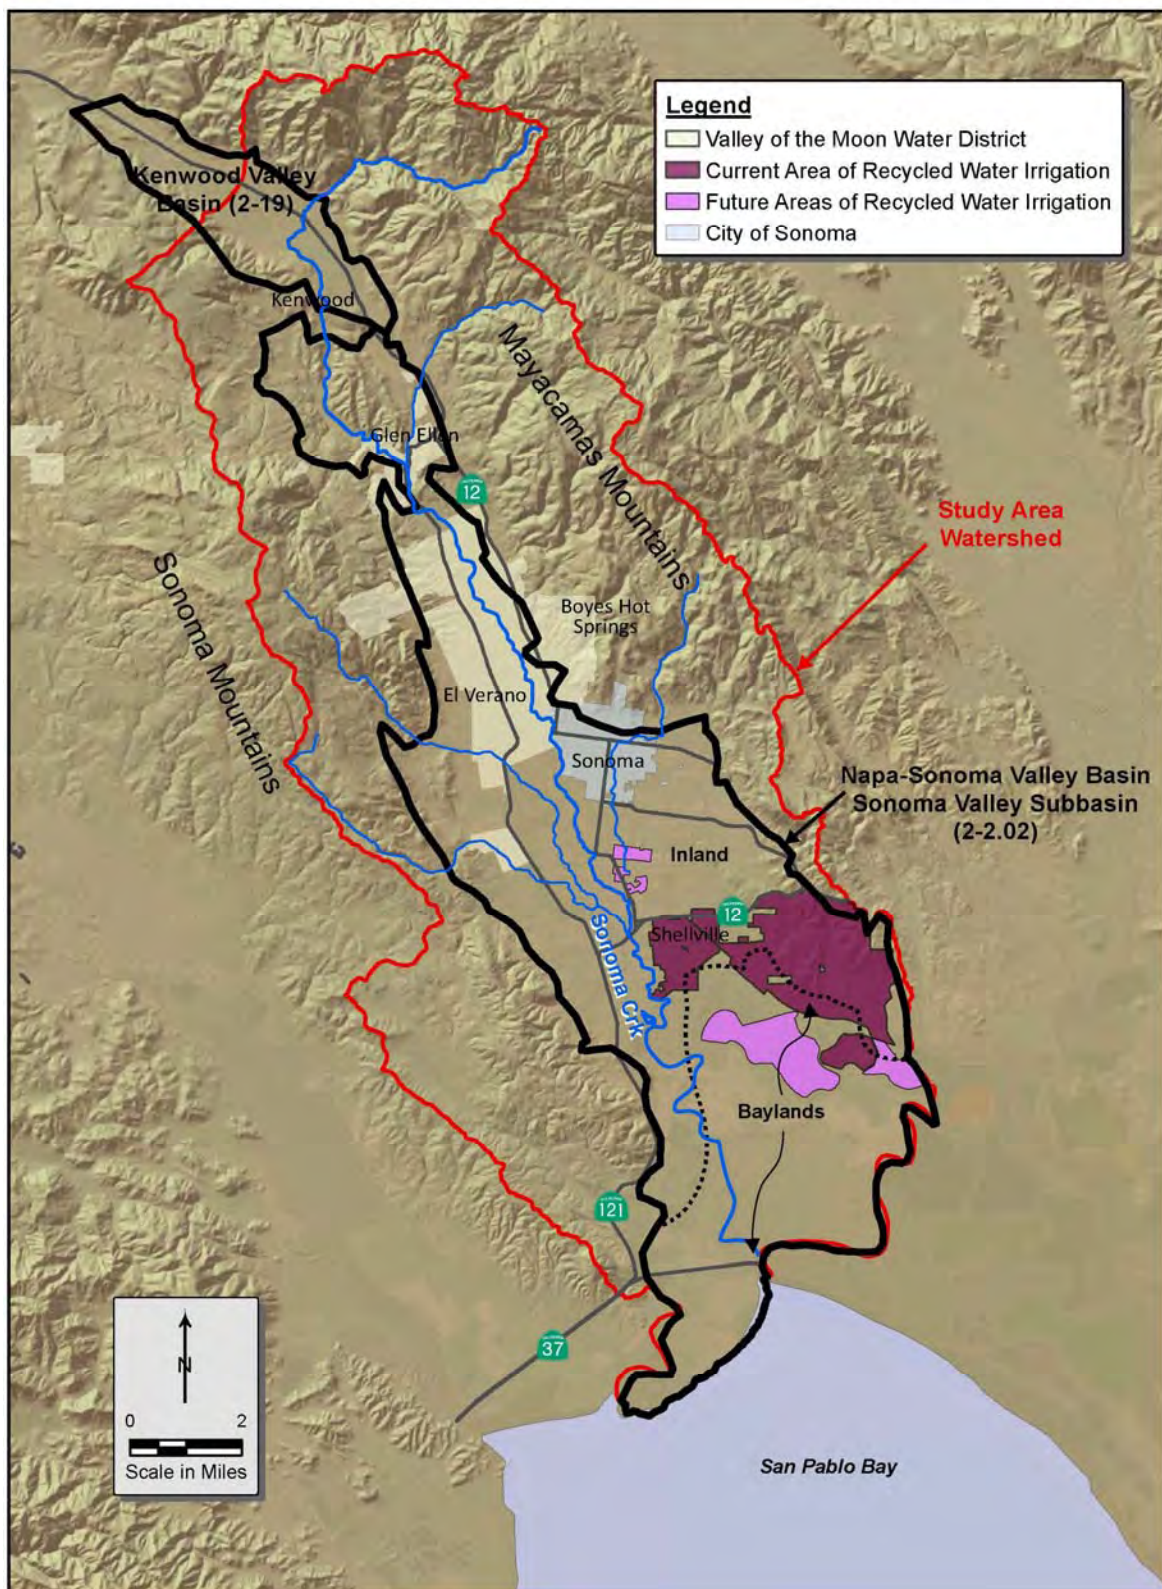 Legend
Valley of the Moon Water District
Current Area of Recycled Water Irrigation
Future Areas of Recycled Water Irrigation
City of Sonoma
Kenwood Valley
Basin (2-19)
Kenwood
Mayacamas Mountains
Glen Ellen
12
Study Area
Watershed
Sonoma Mountains
Boyes Hot
Springs
El Verano
Sonoma
Napa-Sonoma Valley Basin
Sonoma Valley Subbasin
(2-2.02)
Inland
12
Shellville
Sonoma Crk
Baylands
121
37
N
0 2
Scale in Miles
San Pablo Bay